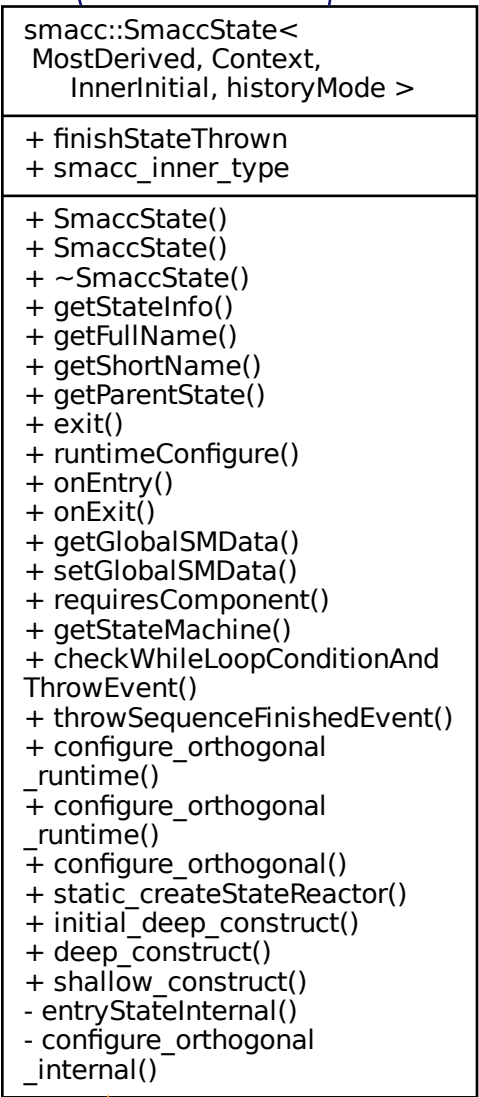 smacc::SmaccState<
MostDerived, Context,
InnerInitial, historyMode >
+ finishStateThrown
+ smacc_inner_type
+ SmaccState()
+ SmaccState()
+ ~SmaccState()
+ getStateInfo()
+ getFullName()
+ getShortName()
+ getParentState()
+ exit()
+ runtimeConfigure()
+ onEntry()
+ onExit()
+ getGlobalSMData()
+ setGlobalSMData()
+ requiresComponent()
+ getStateMachine()
+ checkWhileLoopConditionAnd
ThrowEvent()
+ throwSequenceFinishedEvent()
+ configure_orthogonal
_runtime()
+ configure_orthogonal
_runtime()
+ configure_orthogonal()
+ static_createStateReactor()
+ initial_deep_construct()
+ deep_construct()
+ shallow_construct()
- entryStateInternal()
- configure_orthogonal
_internal()